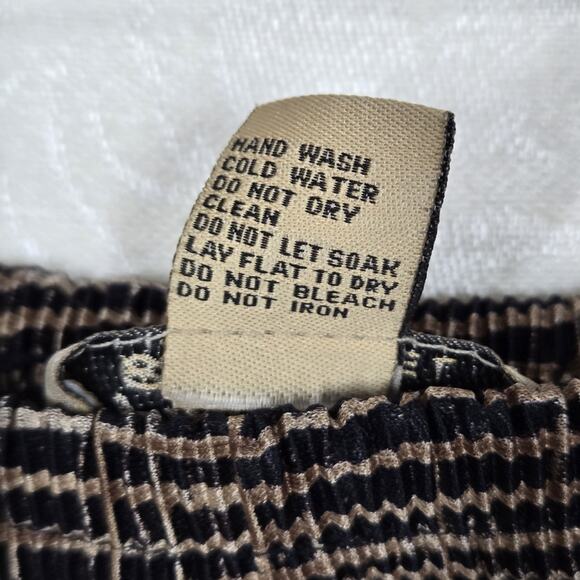 HAND WASH
COLD WATER
DO NOT DRY
CLEAN
DO NOT LET SOAK
LAY FLAT TO DRY
DO NOT BLEACH
DO NOT IRON